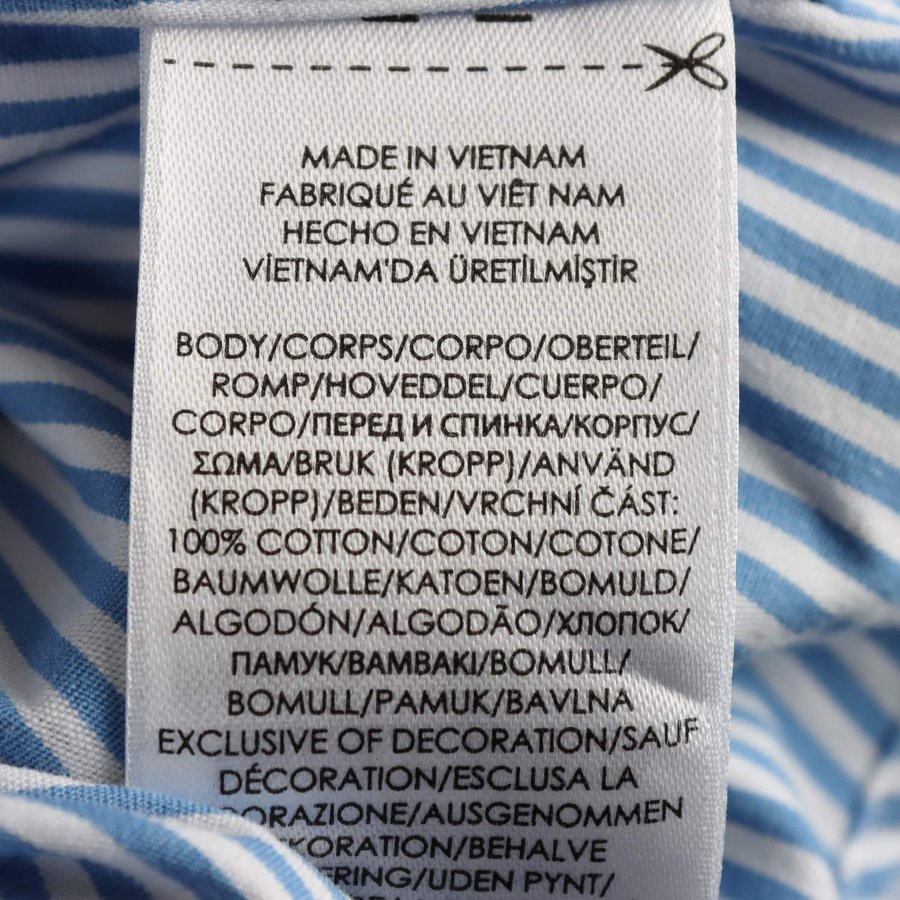 MADE IN VIETNAM
FABRIQUÉ AU VIÊT NAM
HECHO EN VIETNAM
VİETNAM'DA ÜRETİLMİŞTİR
BODY/CORPS/CORPO/OBERTEIL/
ROMP/HOVEDDEL/CUERPO/
CORPO/ПЕРЕД И СПИНКА/КОРПУС/
ΣΩΜΑ/BRUK (KROPP)/ANVÄND
(KROPP)/BEDEN/VRCHNÍ ČÁST:
100% COTTON/COTON/COTONE/
BAUMWOLLE/KATOEN/BOMULD/
ALGODÓN/ALGODÃO/ХЛОПОК/
ПАМУК/ΒΑΜΒΑΚΙ/BOMULL/
BOMULL/PAMUK/BAVLNA
EXCLUSIVE OF DECORATION/SAUF
DÉCORATION/ESCLUSA LA
ORAZIONE/AUSGENOMMEN
KORATION/BEHALVE
ERING/UDEN PYNT/